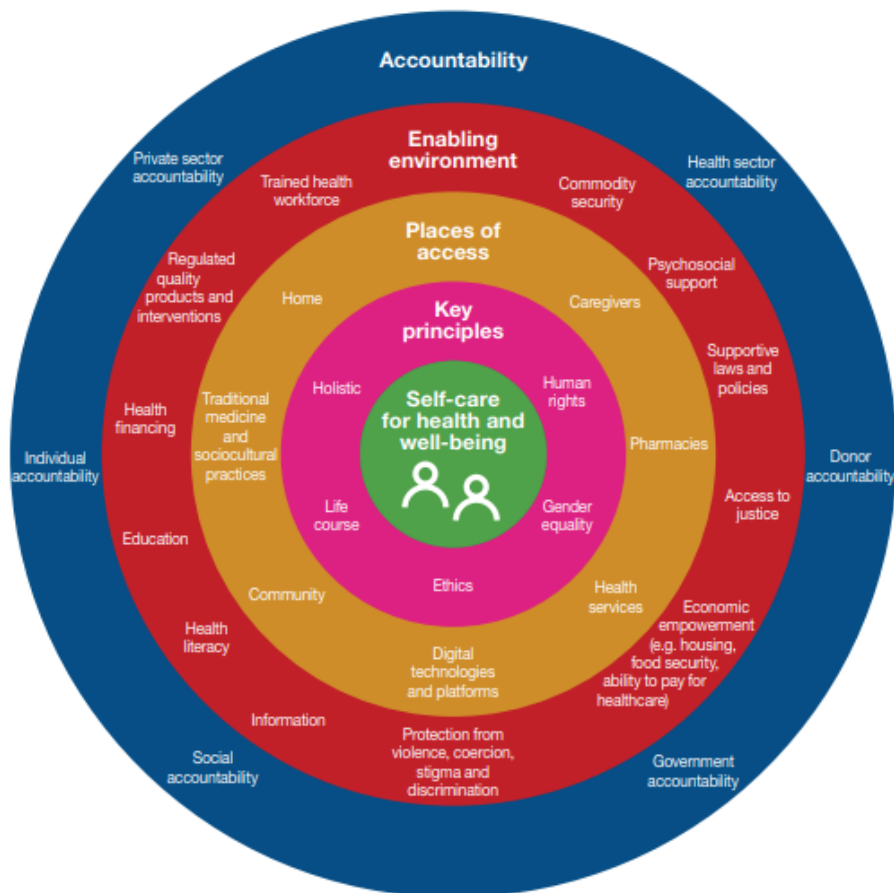 Accountability
Private sector
accountability
Health sector
accountability
Individual
accountability
Donor
accountability
Social
accountability
Government
accountability
Enabling
environment
Trained health
workforce
Commodity
security
Regulated
quality
products and
interventions
Psychosocial
support
Supportive
laws and
policies
Health
financing
Access to
justice
Education
Economic
empowerment
(e.g. housing,
food security,
ability to pay for
healthcare)
Health
literacy
Information
Protection from
violence, coercion,
stigma and
discrimination
Places of
access
Home
Caregivers
Traditional
medicine
and
sociocultural
practices
Pharmacies
Community
Health
services
Digital
technologies
and platforms
Key
principles
Holistic
Human
rights
Life
course
Gender
equality
Ethics
Self-care
for health and
well-being